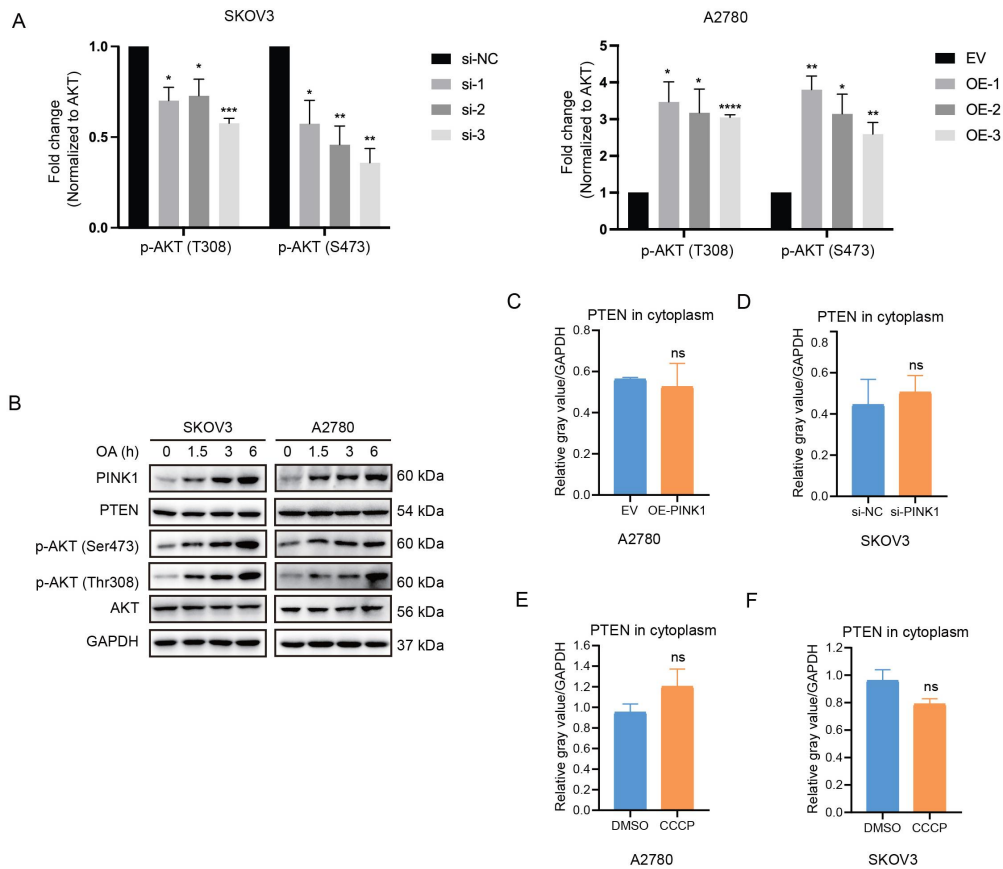 A
SKOV3
Fold change
(Normalized to AKT)
1.0
0.5
0.0
* * *** * ** **
p-AKT (T308) p-AKT (S473)
si-NC
si-1
si-2
si-3
A2780
Fold change
(Normalized to AKT)
5
4
3
2
1
0
* * **** ** * **
p-AKT (T308) p-AKT (S473)
EV
OE-1
OE-2
OE-3
B
SKOV3 A2780
OA (h) 0 1.5 3 6 0 1.5 3 6
PINK1 60 kDa
PTEN 54 kDa
p-AKT (Ser473) 60 kDa
p-AKT (Thr308) 60 kDa
AKT 56 kDa
GAPDH 37 kDa
C
PTEN in cytoplasm
Relative gray value/GAPDH
0.8
0.6
0.4
0.2
0.0
ns
EV OE-PINK1
A2780
D
PTEN in cytoplasm
Relative gray value/GAPDH
0.8
0.6
0.4
0.2
0.0
ns
si-NC si-PINK1
SKOV3
E
PTEN in cytoplasm
Relative gray value/GAPDH
1.6
1.4
1.2
1.0
0.8
0.6
0.4
0.2
0.0
ns
DMSO CCCP
A2780
F
PTEN in cytoplasm
Relative gray value/GAPDH
1.2
1.0
0.8
0.6
0.4
0.2
0.0
ns
DMSO CCCP
SKOV3